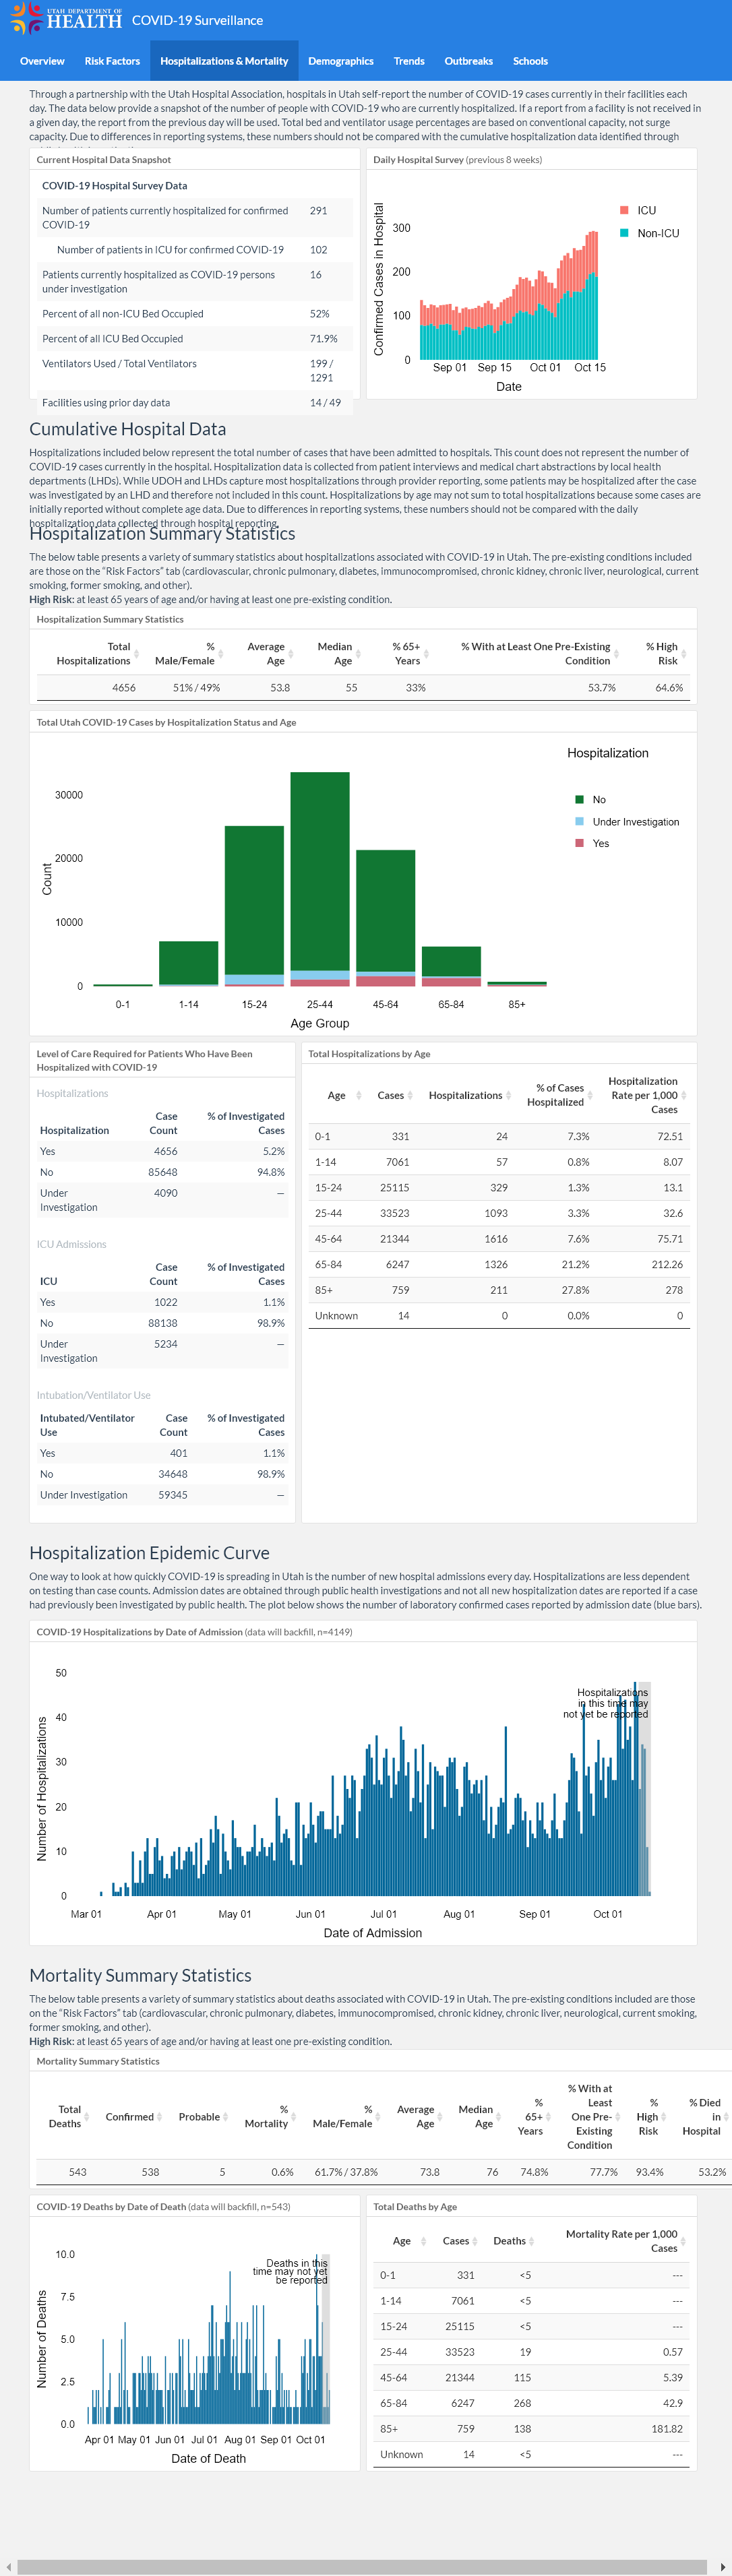 UTAH DEPARTMENT OF
HEALTH
COVID-19 Surveillance
Overview Risk Factors Hospitalizations & Mortality Demographics Trends Outbreaks Schools
Through a partnership with the Utah Hospital Association, hospitals in Utah self-report the number of COVID-19 cases currently in their facilities each
day. The data below provide a snapshot of the number of people with COVID-19 who are currently hospitalized. If a report from a facility is not received in
a given day, the report from the previous day will be used. Total bed and ventilator usage percentages are based on conventional capacity, not surge
capacity. Due to differences in reporting systems, these numbers should not be compared with the cumulative hospitalization data identified through
Current Hospital Data Snapshot
COVID-19 Hospital Survey Data
Number of patients currently hospitalized for confirmed 291
COVID-19
Number of patients in ICU for confirmed COVID-19 102
Patients currently hospitalized as COVID-19 persons 16
under investigation
Percent of all non-ICU Bed Occupied 52%
Percent of all ICU Bed Occupied 71.9%
Ventilators Used / Total Ventilators 199 /
1291
Facilities using prior day data 14 / 49
Daily Hospital Survey (previous 8 weeks)
Confirmed Cases in Hospital
300
200
100
0
Sep 01 Sep 15 Oct 01 Oct 15
Date
ICU
Non-ICU
Cumulative Hospital Data
Hospitalizations included below represent the total number of cases that have been admitted to hospitals. This count does not represent the number of
COVID-19 cases currently in the hospital. Hospitalization data is collected from patient interviews and medical chart abstractions by local health
departments (LHDs). While UDOH and LHDs capture most hospitalizations through provider reporting, some patients may be hospitalized after the case
was investigated by an LHD and therefore not included in this count. Hospitalizations by age may not sum to total hospitalizations because some cases are
initially reported without complete age data. Due to differences in reporting systems, these numbers should not be compared with the daily
hospitalization data collected through hospital reporting.
Hospitalization Summary Statistics
The below table presents a variety of summary statistics about hospitalizations associated with COVID-19 in Utah. The pre-existing conditions included
are those on the “Risk Factors” tab (cardiovascular, chronic pulmonary, diabetes, immunocompromised, chronic kidney, chronic liver, neurological, current
smoking, former smoking, and other).
High Risk: at least 65 years of age and/or having at least one pre-existing condition.
Hospitalization Summary Statistics
Total % Average Median % 65+ % With at Least One Pre-Existing % High
Hospitalizations Male/Female Age Age Years Condition Risk
4656 51% / 49% 53.8 55 33% 53.7% 64.6%
Total Utah COVID-19 Cases by Hospitalization Status and Age
Count
30000
20000
10000
0
0-1 1-14 15-24 25-44 45-64 65-84 85+
Age Group
Hospitalization
No
Under Investigation
Yes
Level of Care Required for Patients Who Have Been
Hospitalized with COVID-19
Hospitalizations
Case % of Investigated
Hospitalization Count Cases
Yes 4656 5.2%
No 85648 94.8%
Under 4090 —
Investigation
ICU Admissions
Case % of Investigated
ICU Count Cases
Yes 1022 1.1%
No 88138 98.9%
Under 5234 —
Investigation
Intubation/Ventilator Use
Intubated/Ventilator Case % of Investigated
Use Count Cases
Yes 401 1.1%
No 34648 98.9%
Under Investigation 59345 —
Total Hospitalizations by Age
Hospitalization
% of Cases Rate per 1,000
Age Cases Hospitalizations Hospitalized Cases
0-1 331 24 7.3% 72.51
1-14 7061 57 0.8% 8.07
15-24 25115 329 1.3% 13.1
25-44 33523 1093 3.3% 32.6
45-64 21344 1616 7.6% 75.71
65-84 6247 1326 21.2% 212.26
85+ 759 211 27.8% 278
Unknown 14 0 0.0% 0
Hospitalization Epidemic Curve
One way to look at how quickly COVID-19 is spreading in Utah is the number of new hospital admissions every day. Hospitalizations are less dependent
on testing than case counts. Admission dates are obtained through public health investigations and not all new hospitalization dates are reported if a case
had previously been investigated by public health. The plot below shows the number of laboratory confirmed cases reported by admission date (blue bars).
COVID-19 Hospitalizations by Date of Admission (data will backfill, n=4149)
Number of Hospitalizations
50
40
30
20
10
0
Hospitalizations
in this time may
not yet be reported
Mar 01 Apr 01 May 01 Jun 01 Jul 01 Aug 01 Sep 01 Oct 01
Date of Admission
Mortality Summary Statistics
The below table presents a variety of summary statistics about deaths associated with COVID-19 in Utah. The pre-existing conditions included are those
on the “Risk Factors” tab (cardiovascular, chronic pulmonary, diabetes, immunocompromised, chronic kidney, chronic liver, neurological, current smoking,
former smoking, and other).
High Risk: at least 65 years of age and/or having at least one pre-existing condition.
Mortality Summary Statistics
% With at
% Least % % Died
Total % % Average Median 65+ One Pre- High in
Deaths Confirmed Probable Mortality Male/Female Age Age Years Existing Risk Hospital
Condition
543 538 5 0.6% 61.7% / 37.8% 73.8 76 74.8% 77.7% 93.4% 53.2%
COVID-19 Deaths by Date of Death (data will backfill, n=543)
Number of Deaths
10.0
7.5
5.0
2.5
0.0
Deaths in this
time may not yet
be reported
Apr 01 May 01 Jun 01 Jul 01 Aug 01 Sep 01 Oct 01
Date of Death
Total Deaths by Age
Mortality Rate per 1,000
Age Cases Deaths Cases
0-1 331 <5 ---
1-14 7061 <5 ---
15-24 25115 <5 ---
25-44 33523 19 0.57
45-64 21344 115 5.39
65-84 6247 268 42.9
85+ 759 138 181.82
Unknown 14 <5 ---